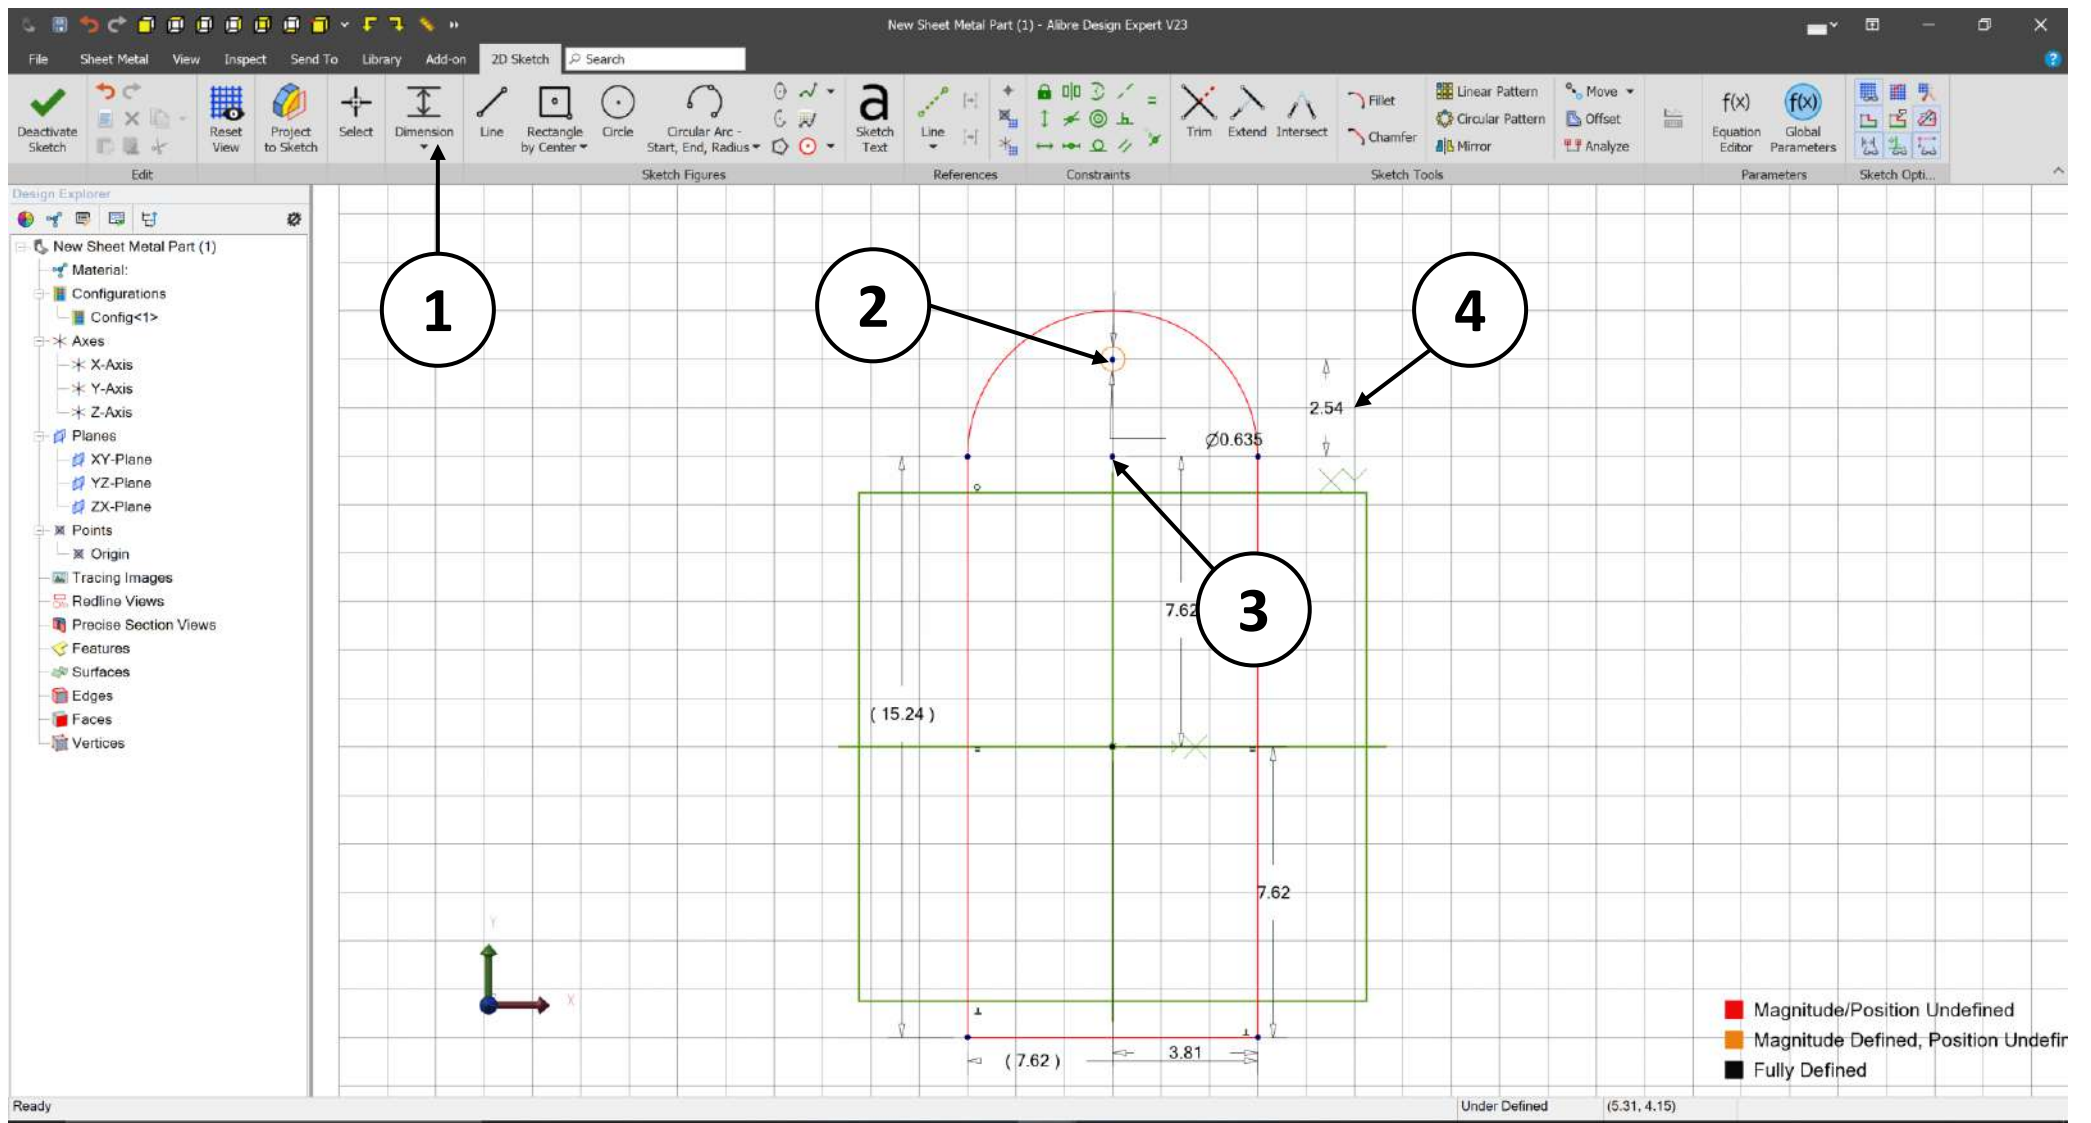 New Sheet Metal Part (1) - Alibre Design Expert V23
File Sheet Metal View Inspect Send To Library Add-on 2D Sketch Search ?
Deactivate Sketch
Reset View
Project to Sketch
Select
Dimension
Line
Rectangle by Center
Circle
Circular Arc - Start, End, Radius
a
Sketch Text
Line
Trim
Extend
Intersect
Fillet
Chamfer
Linear Pattern
Circular Pattern
Mirror
Move
Offset
Analyze
f(x)
Equation Editor
f(x)
Global Parameters
Edit Sketch Figures References Constraints Sketch Tools Parameters Sketch Opti...
Design Explorer
New Sheet Metal Part (1)
Material:
Configurations
Config<1>
Axes
X-Axis
Y-Axis
Z-Axis
Planes
XY-Plane
YZ-Plane
ZX-Plane
Points
Origin
Tracing Images
Redline Views
Precise Section Views
Features
Surfaces
Edges
Faces
Vertices
1
2
4
2.54
Ø0.635
3
7.62
( 15.24 )
7.62
Y
X
3.81
( 7.62 )
Magnitude/Position Undefined
Magnitude Defined, Position Undefin
Fully Defined
Ready Under Defined (5.31, 4.15)